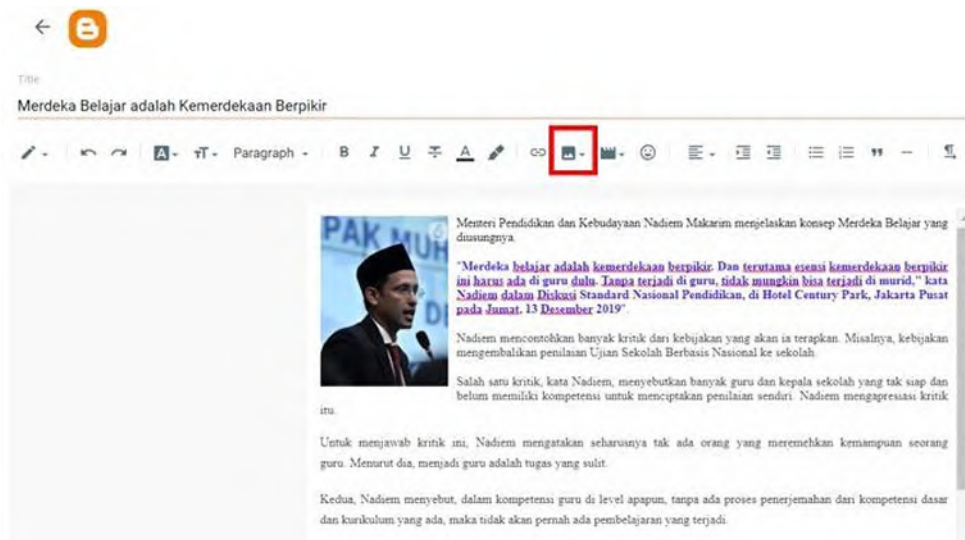 Title
Merdeka Belajar adalah Kemerdekaan Berpikir
Paragraph
B I U A
PAK MUH
DI
Menteri Pendidikan dan Kebudayaan Nadiem Makarim menjelaskan konsep Merdeka Belajar yang
diusungnya.
"Merdeka belajar adalah kemerdekaan berpikir. Dan terutama esensi kemerdekaan berpikir
ini harus ada di guru dulu. Tanpa terjadi di guru, tidak mungkin bisa terjadi di murid," kata
Nadiem dalam Diskusi Standard Nasional Pendidikan, di Hotel Century Park, Jakarta Pusat
pada Jumat, 13 Desember 2019".
Nadiem mencontohkan banyak kritik dari kebijakan yang akan ia terapkan. Misalnya, kebijakan
mengembalikan penilaian Ujian Sekolah Berbasis Nasional ke sekolah.
Salah satu kritik, kata Nadiem, menyebutkan banyak guru dan kepala sekolah yang tak siap dan
belum memiliki kompetensi untuk menciptakan penilaian sendiri. Nadiem mengapresiasi kritik
itu.
Untuk menjawab kritik ini, Nadiem mengatakan seharusnya tak ada orang yang meremehkan kemampuan seorang
guru. Menurut dia, menjadi guru adalah tugas yang sulit.
Kedua, Nadiem menyebut, dalam kompetensi guru di level apapun, tanpa ada proses penerjemahan dari kompetensi dasar
dan kurikulum yang ada, maka tidak akan pernah ada pembelajaran yang terjadi.